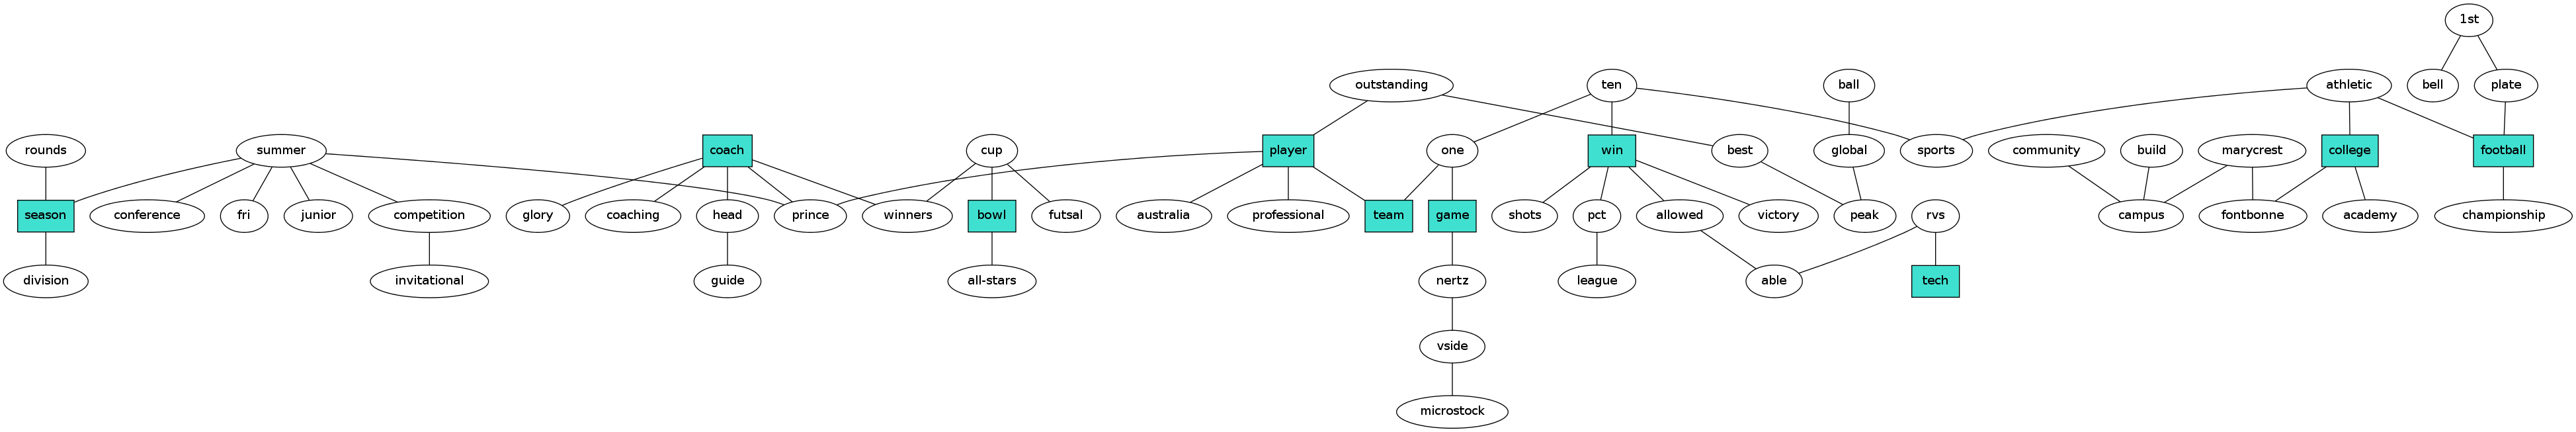 1st
outstanding ten ball athletic bell plate
rounds summer coach cup player one win best global sports community build marycrest college football
season conference fri junior competition glory coaching head prince winners bowl futsal australia professional team game shots pct allowed victory peak rvs campus fontbonne academy championship
division invitational guide all-stars nertz league able tech
vside
microstock